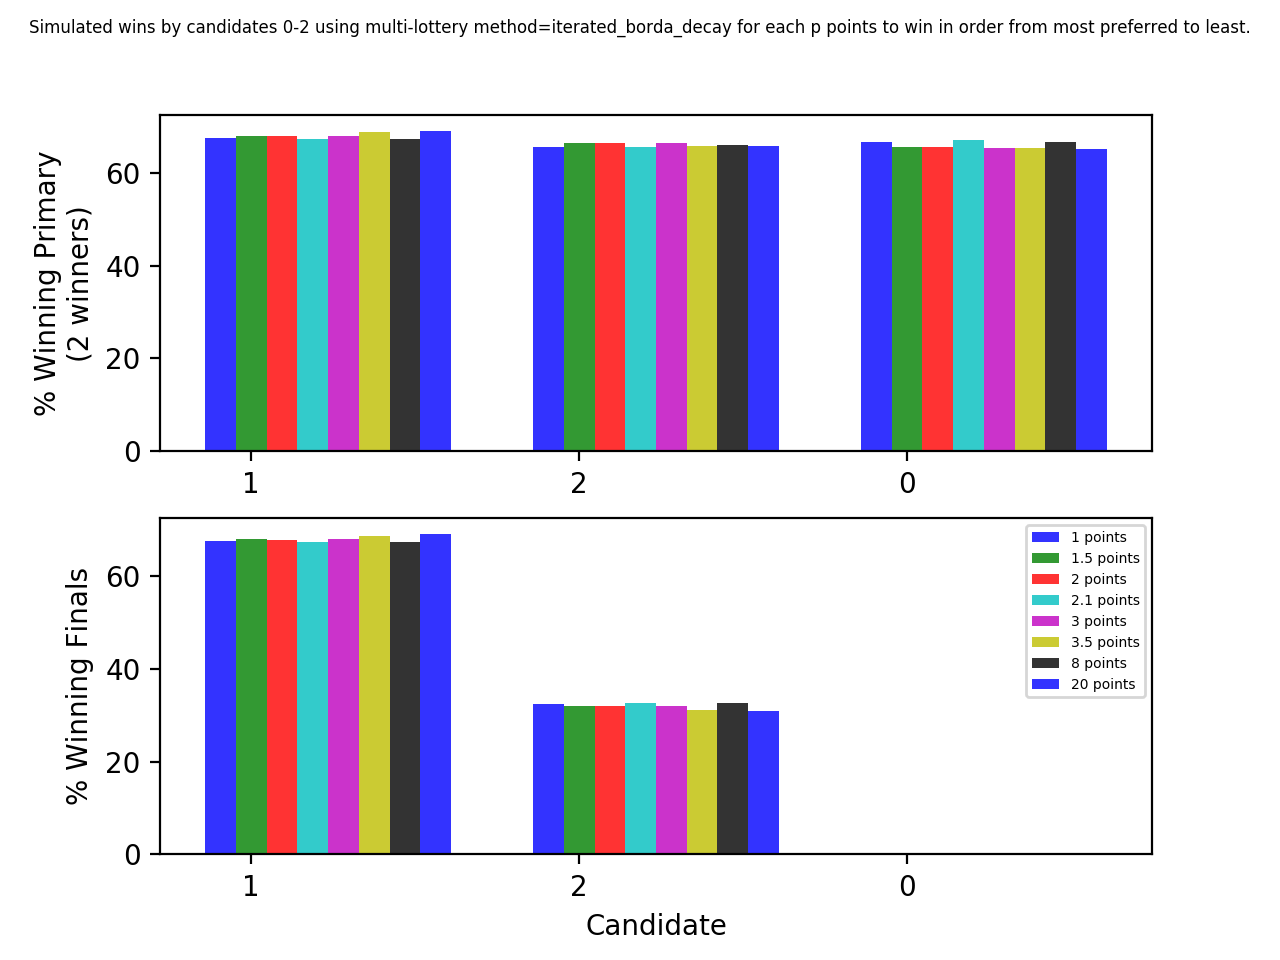 Simulated wins by candidates 0-2 using multi-lottery method=iterated_borda_decay for each p points to win in order from most preferred to least.
% Winning Primary
(2 winners)
60
40
20
0
1
2
0
% Winning Finals
60
40
20
0
1
2
0
Candidate
1 points
1.5 points
2 points
2.1 points
3 points
3.5 points
8 points
20 points